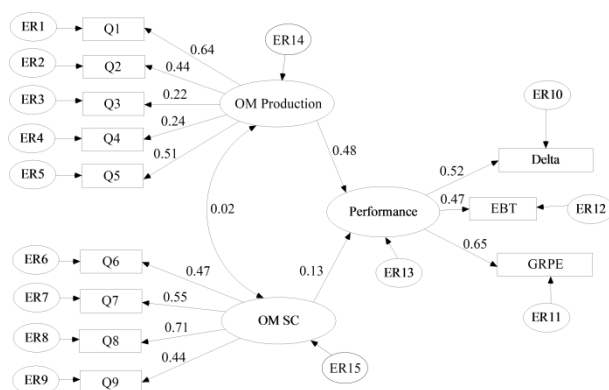 ER1
Q1
0.64
ER14
ER2
Q2
0.44
ER3
Q3
0.22
OM Production
ER4
Q4
0.24
ER5
Q5
0.51
0.48
ER10
Delta
0.52
0.02
Performance
0.47
EBT
ER12
ER6
Q6
0.47
0.13
ER13
0.65
GRPE
ER7
Q7
0.55
ER8
Q8
0.71
OM SC
ER11
ER9
Q9
0.44
ER15